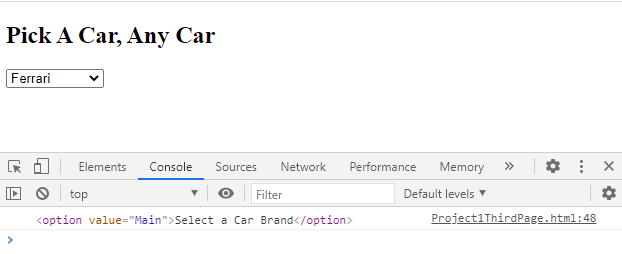 Pick A Car, Any Car
Ferrari
Elements Console Sources Network Performance Memory »
top Filter Default levels
<option value="Main">Select a Car Brand</option> Project1ThirdPage.html:48